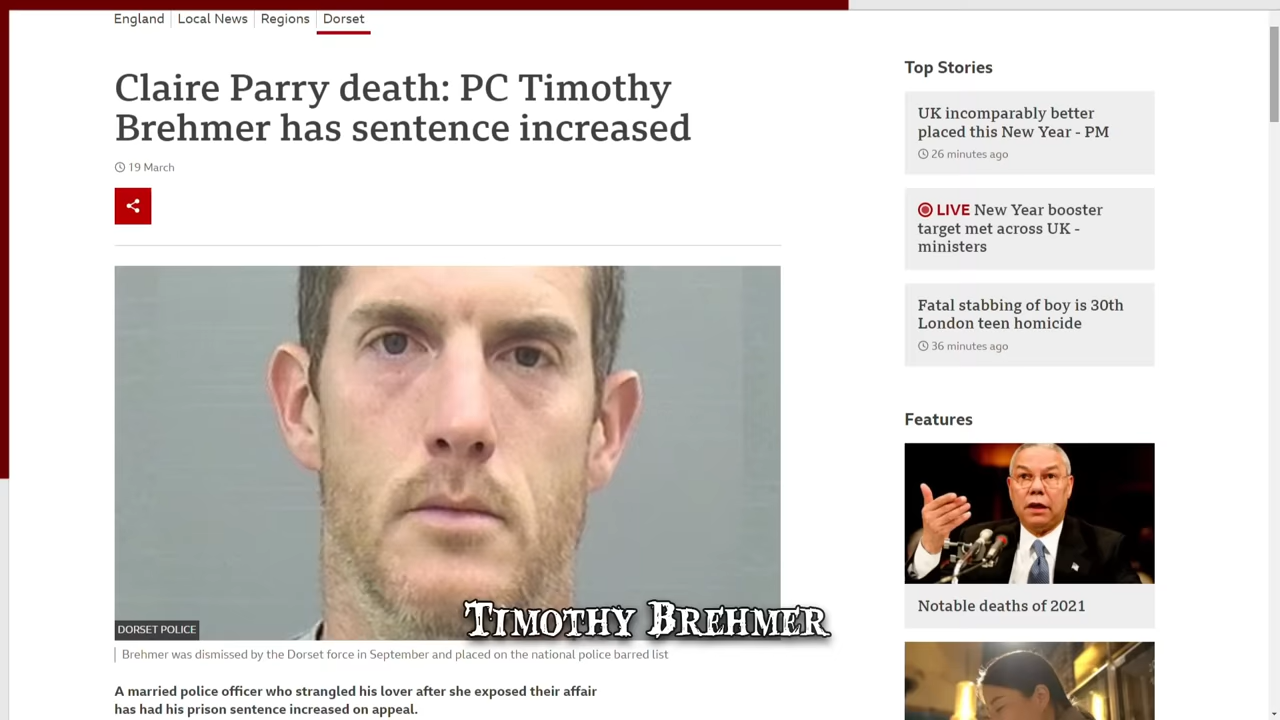 England
Local News
Regions
Dorset
Claire Parry death: PC Timothy
Brehmer has sentence increased
19 March
DORSET POLICE
TIMOTHY BREHMER
Brehmer was dismissed by the Dorset force in September and placed on the national police barred list
A married police officer who strangled his lover after she exposed their affair
has had his prison sentence increased on appeal.
Top Stories
UK incomparably better
placed this New Year - PM
26 minutes ago
LIVE New Year booster
target met across UK -
ministers
Fatal stabbing of boy is 30th
London teen homicide
36 minutes ago
Features
Notable deaths of 2021